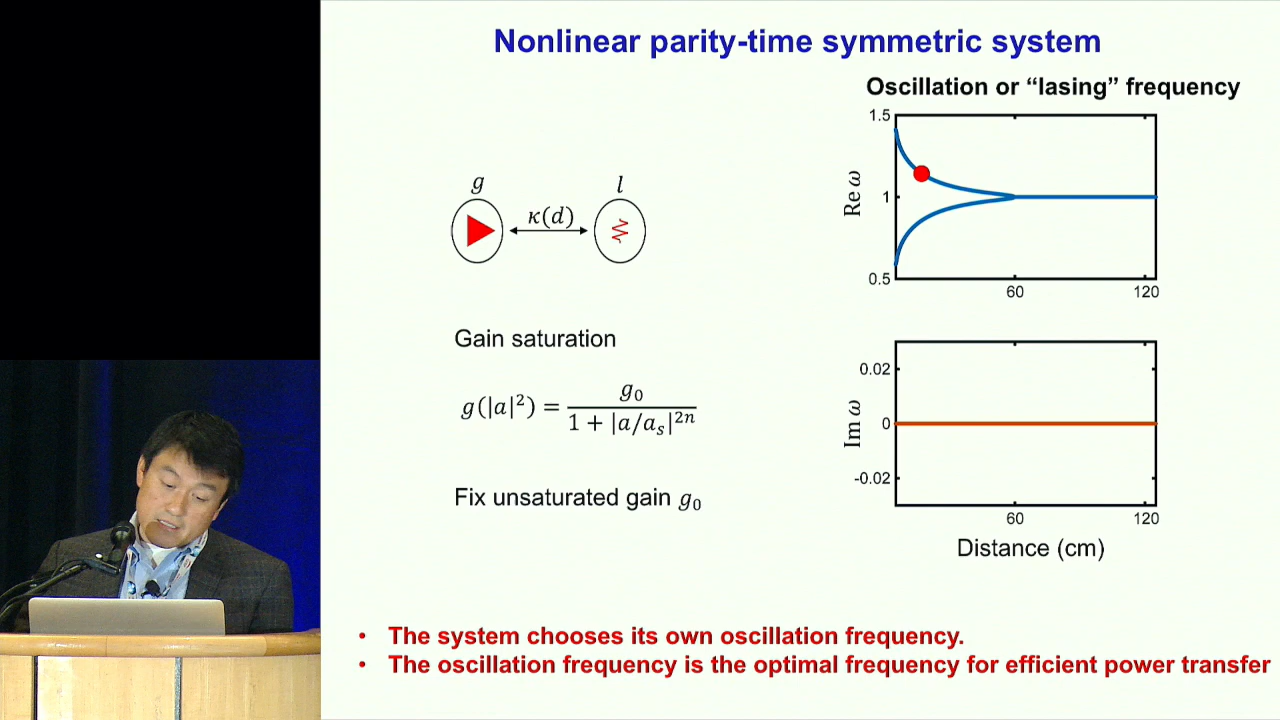 Nonlinear parity-time symmetric system
Oscillation or “lasing” frequency
g
l
κ(d)
1.5
1
0.5
Re ω
60
120
Gain saturation
g(|a|²) = g₀ / (1 + |a/aₛ|²ⁿ)
0.02
0
-0.02
Im ω
60
120
Distance (cm)
Fix unsaturated gain g₀
• The system chooses its own oscillation frequency.
• The oscillation frequency is the optimal frequency for efficient power transfer